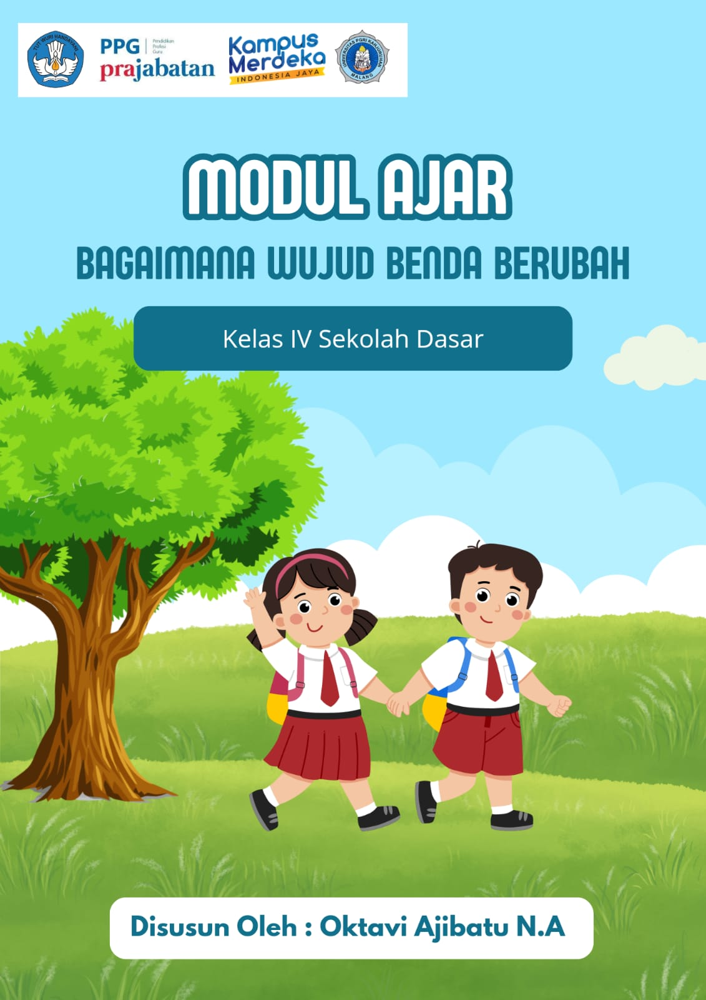 TUT WURI HANDAYANI
PPG
Pendidikan
Profesi
Guru
prajabatan
Kampus
Merdeka
INDONESIA JAYA
UNIVERSITAS PGRI KANJURUHAN
MALANG
MODUL AJAR
BAGAIMANA WUJUD BENDA BERUBAH
Kelas IV Sekolah Dasar
Disusun Oleh : Oktavi Ajibatu N.A